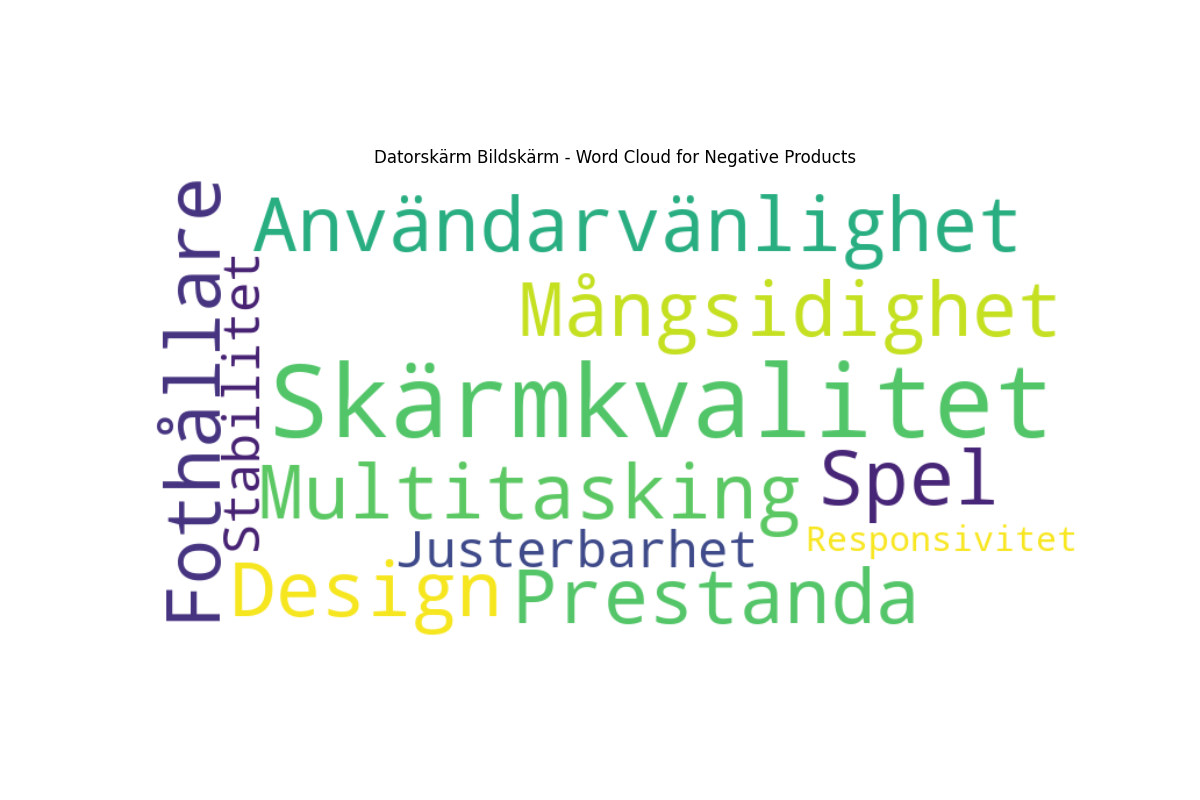 Datorskärm Bildskärm - Word Cloud for Negative Products
Fothållare
Stabilitet
Användarvänlighet
Mångsidighet
Skärmkvalitet
Multitasking
Spel
Justerbarhet
Responsivitet
Design
Prestanda